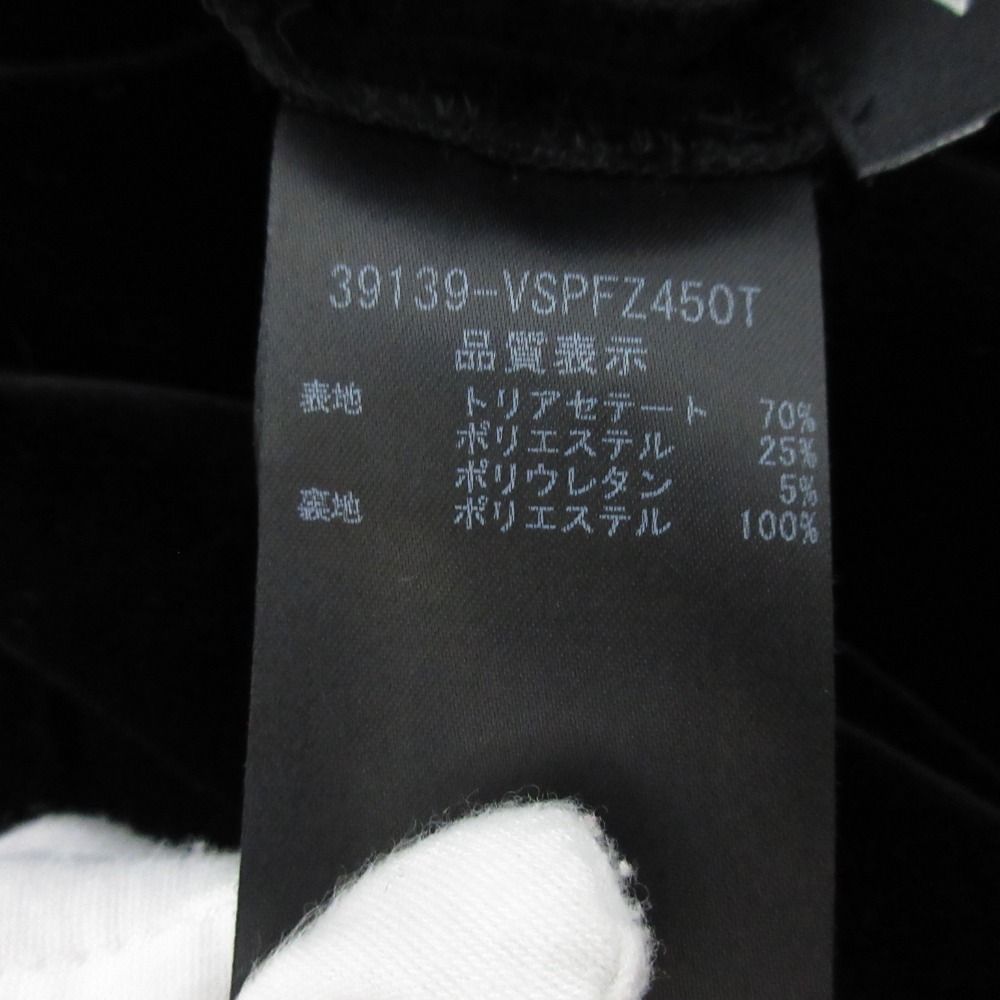 39139-VSPFZ450T
品質表示
表地 トリアセテート 70%
ポリエステル 25%
ポリウレタン 5%
裏地 ポリエステル 100%